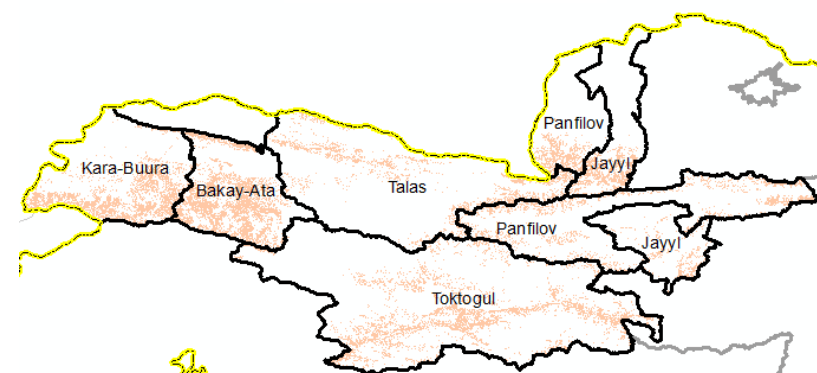 Panfilov
Jayyl
Kara-Buura
Bakay-Ata
Talas
Panfilov
Jayyl
Toktogul